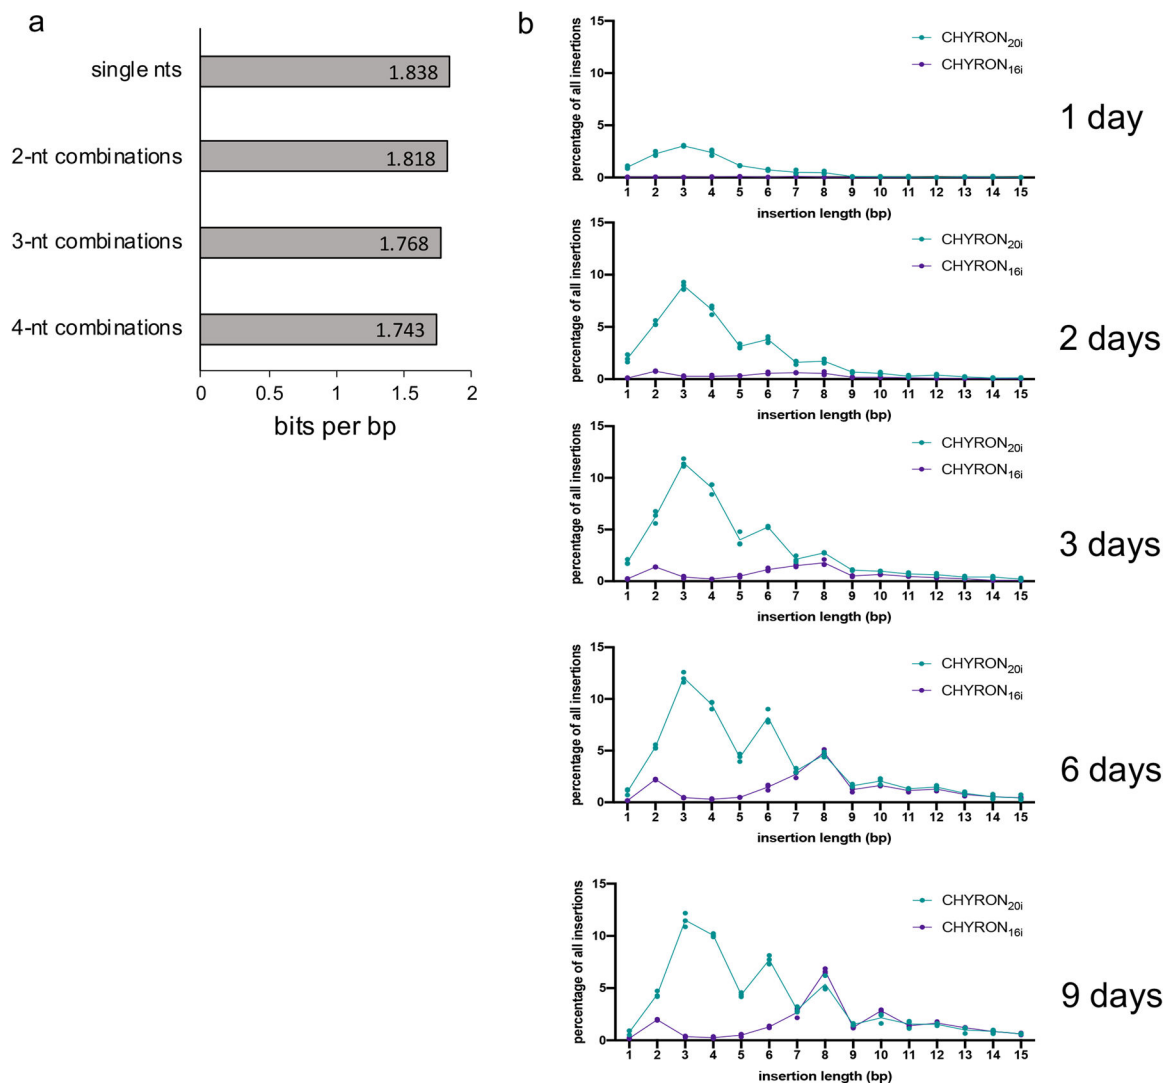 a
single nts
1.838
2-nt combinations
1.818
3-nt combinations
1.768
4-nt combinations
1.743
0 0.5 1 1.5 2
bits per bp
b
percentage of all insertions
15
10
5
0
CHYRON20i
CHYRON16i
1 2 3 4 5 6 7 8 9 10 11 12 13 14 15
insertion length (bp)
1 day
percentage of all insertions
15
10
5
0
CHYRON20i
CHYRON16i
1 2 3 4 5 6 7 8 9 10 11 12 13 14 15
insertion length (bp)
2 days
percentage of all insertions
15
10
5
0
CHYRON20i
CHYRON16i
1 2 3 4 5 6 7 8 9 10 11 12 13 14 15
insertion length (bp)
3 days
percentage of all insertions
15
10
5
0
CHYRON20i
CHYRON16i
1 2 3 4 5 6 7 8 9 10 11 12 13 14 15
insertion length (bp)
6 days
percentage of all insertions
15
10
5
0
CHYRON20i
CHYRON16i
1 2 3 4 5 6 7 8 9 10 11 12 13 14 15
insertion length (bp)
9 days